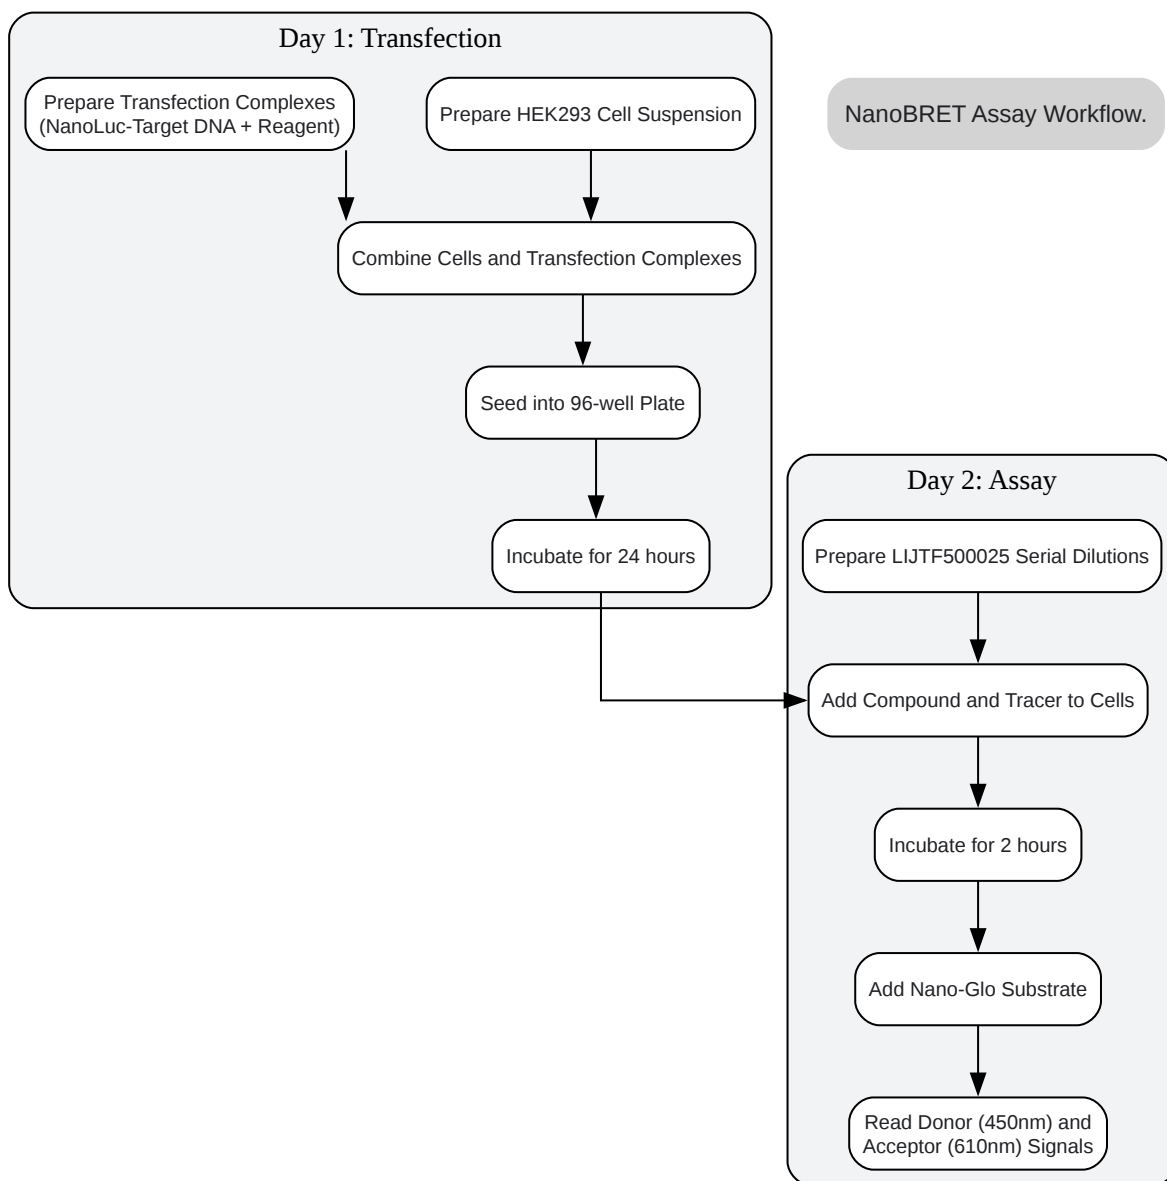 Day 1: Transfection
Prepare Transfection Complexes
(NanoLuc-Target DNA + Reagent)
Prepare HEK293 Cell Suspension
NanoBRET Assay Workflow.
Combine Cells and Transfection Complexes
Seed into 96-well Plate
Incubate for 24 hours
Day 2: Assay
Prepare LIJTF500025 Serial Dilutions
Add Compound and Tracer to Cells
Incubate for 2 hours
Add Nano-Glo Substrate
Read Donor (450nm) and
Acceptor (610nm) Signals